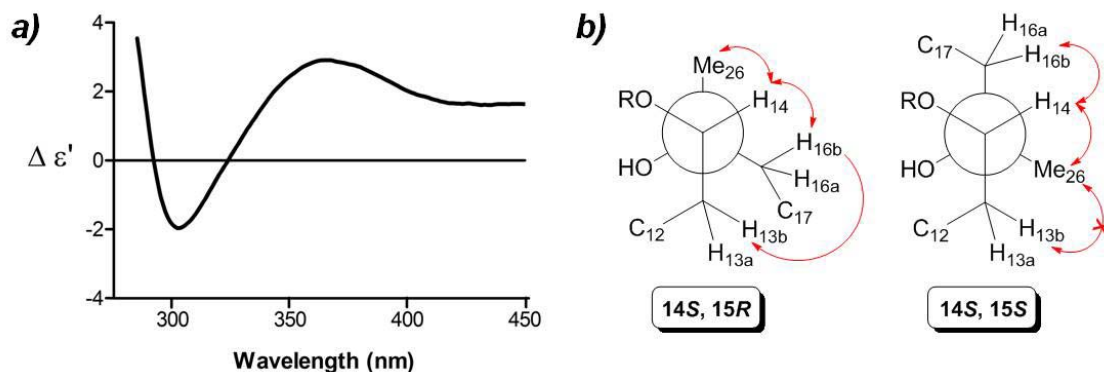 a)
4
2
0
-2
-4
Δ ε'
300
350
400
450
Wavelength (nm)
b)
Me26
RO
H14
HO
H16b
H16a
C17
C12
H13b
H13a
14S, 15R
H16a
C17
H16b
RO
H14
HO
Me26
C12
H13b
H13a
14S, 15S